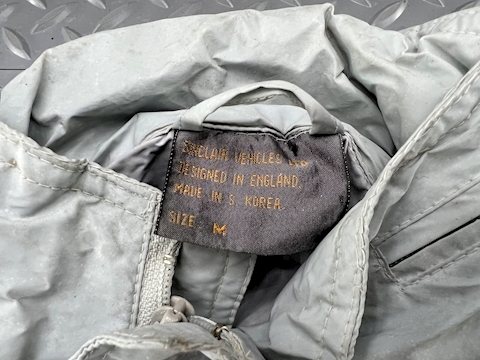 SINCLAIR VEHICLES LTD
DESIGNED IN ENGLAND.
MADE IN S. KOREA.
SIZE M